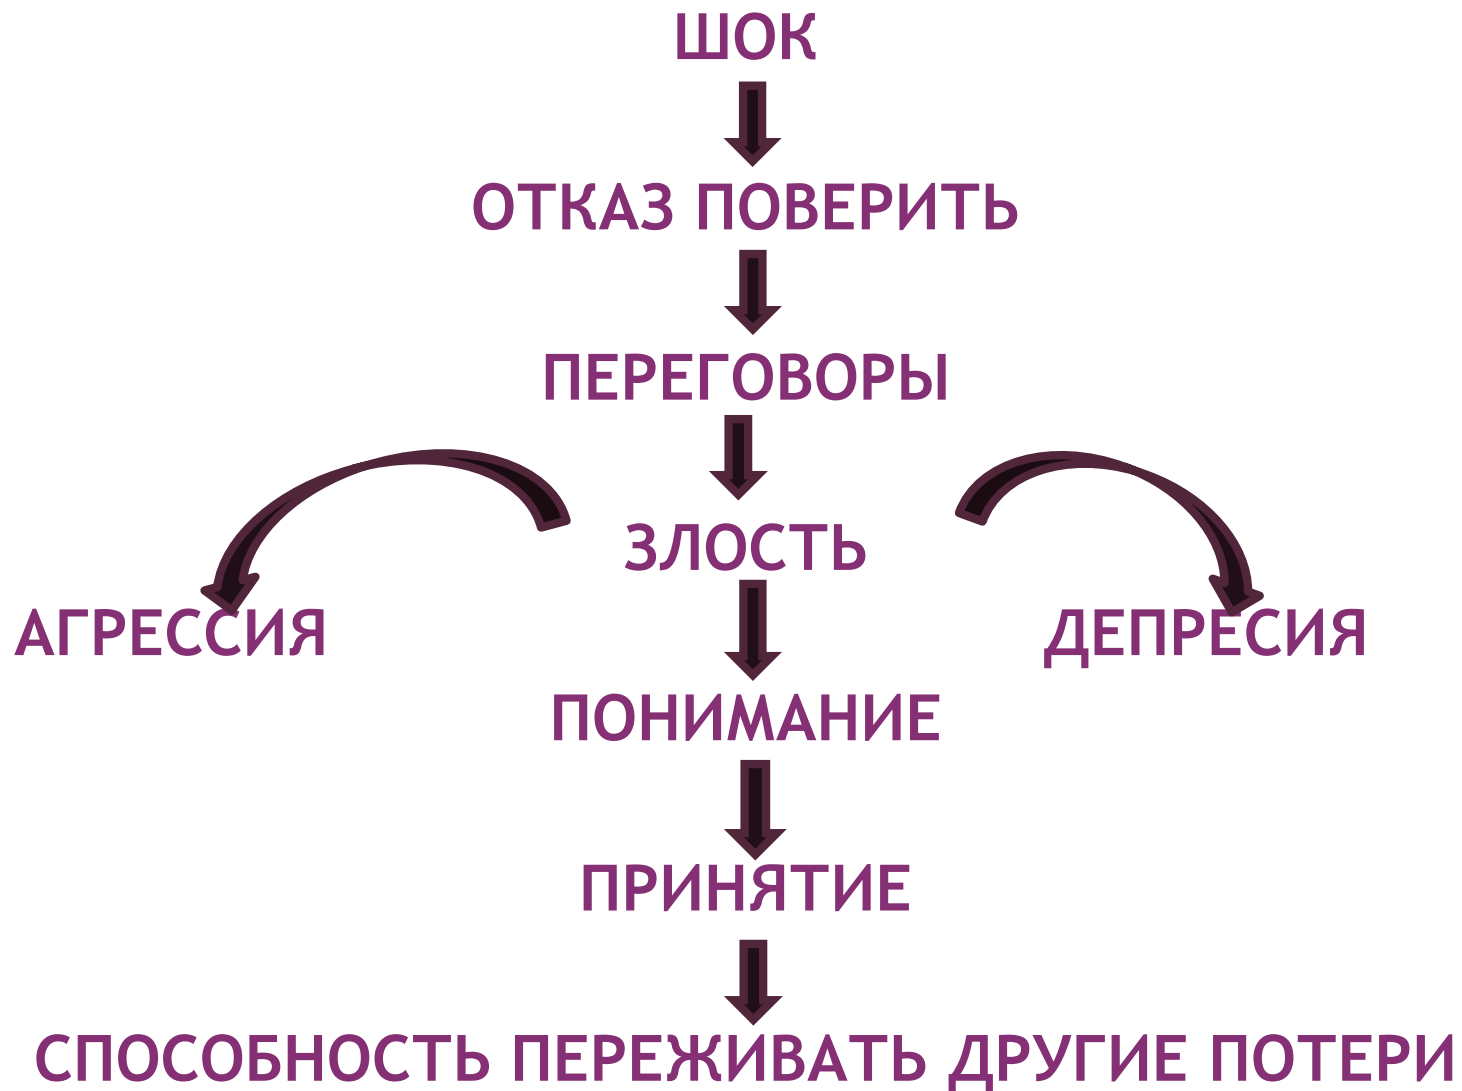 ШОК
ОТКАЗ ПОВЕРИТЬ
ПЕРЕГОВОРЫ
ЗЛОСТЬ
АГРЕССИЯ
ДЕПРЕСИЯ
ПОНИМАНИЕ
ПРИНЯТИЕ
СПОСОБНОСТЬ ПЕРЕЖИВАТЬ ДРУГИЕ ПОТЕРИ